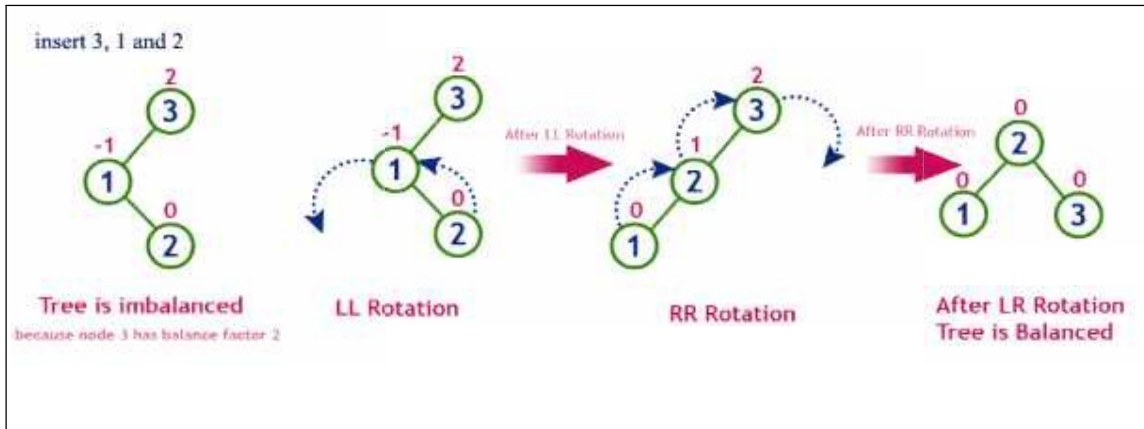 insert 3, 1 and 2
2
3
-1
1
0
2
Tree is imbalanced
because node 3 has balance factor 2
2
3
-1
1
0
2
LL Rotation
After LL Rotation
2
3
1
2
0
1
RR Rotation
After RR Rotation
0
2
0
1
0
3
After LR Rotation
Tree is Balanced